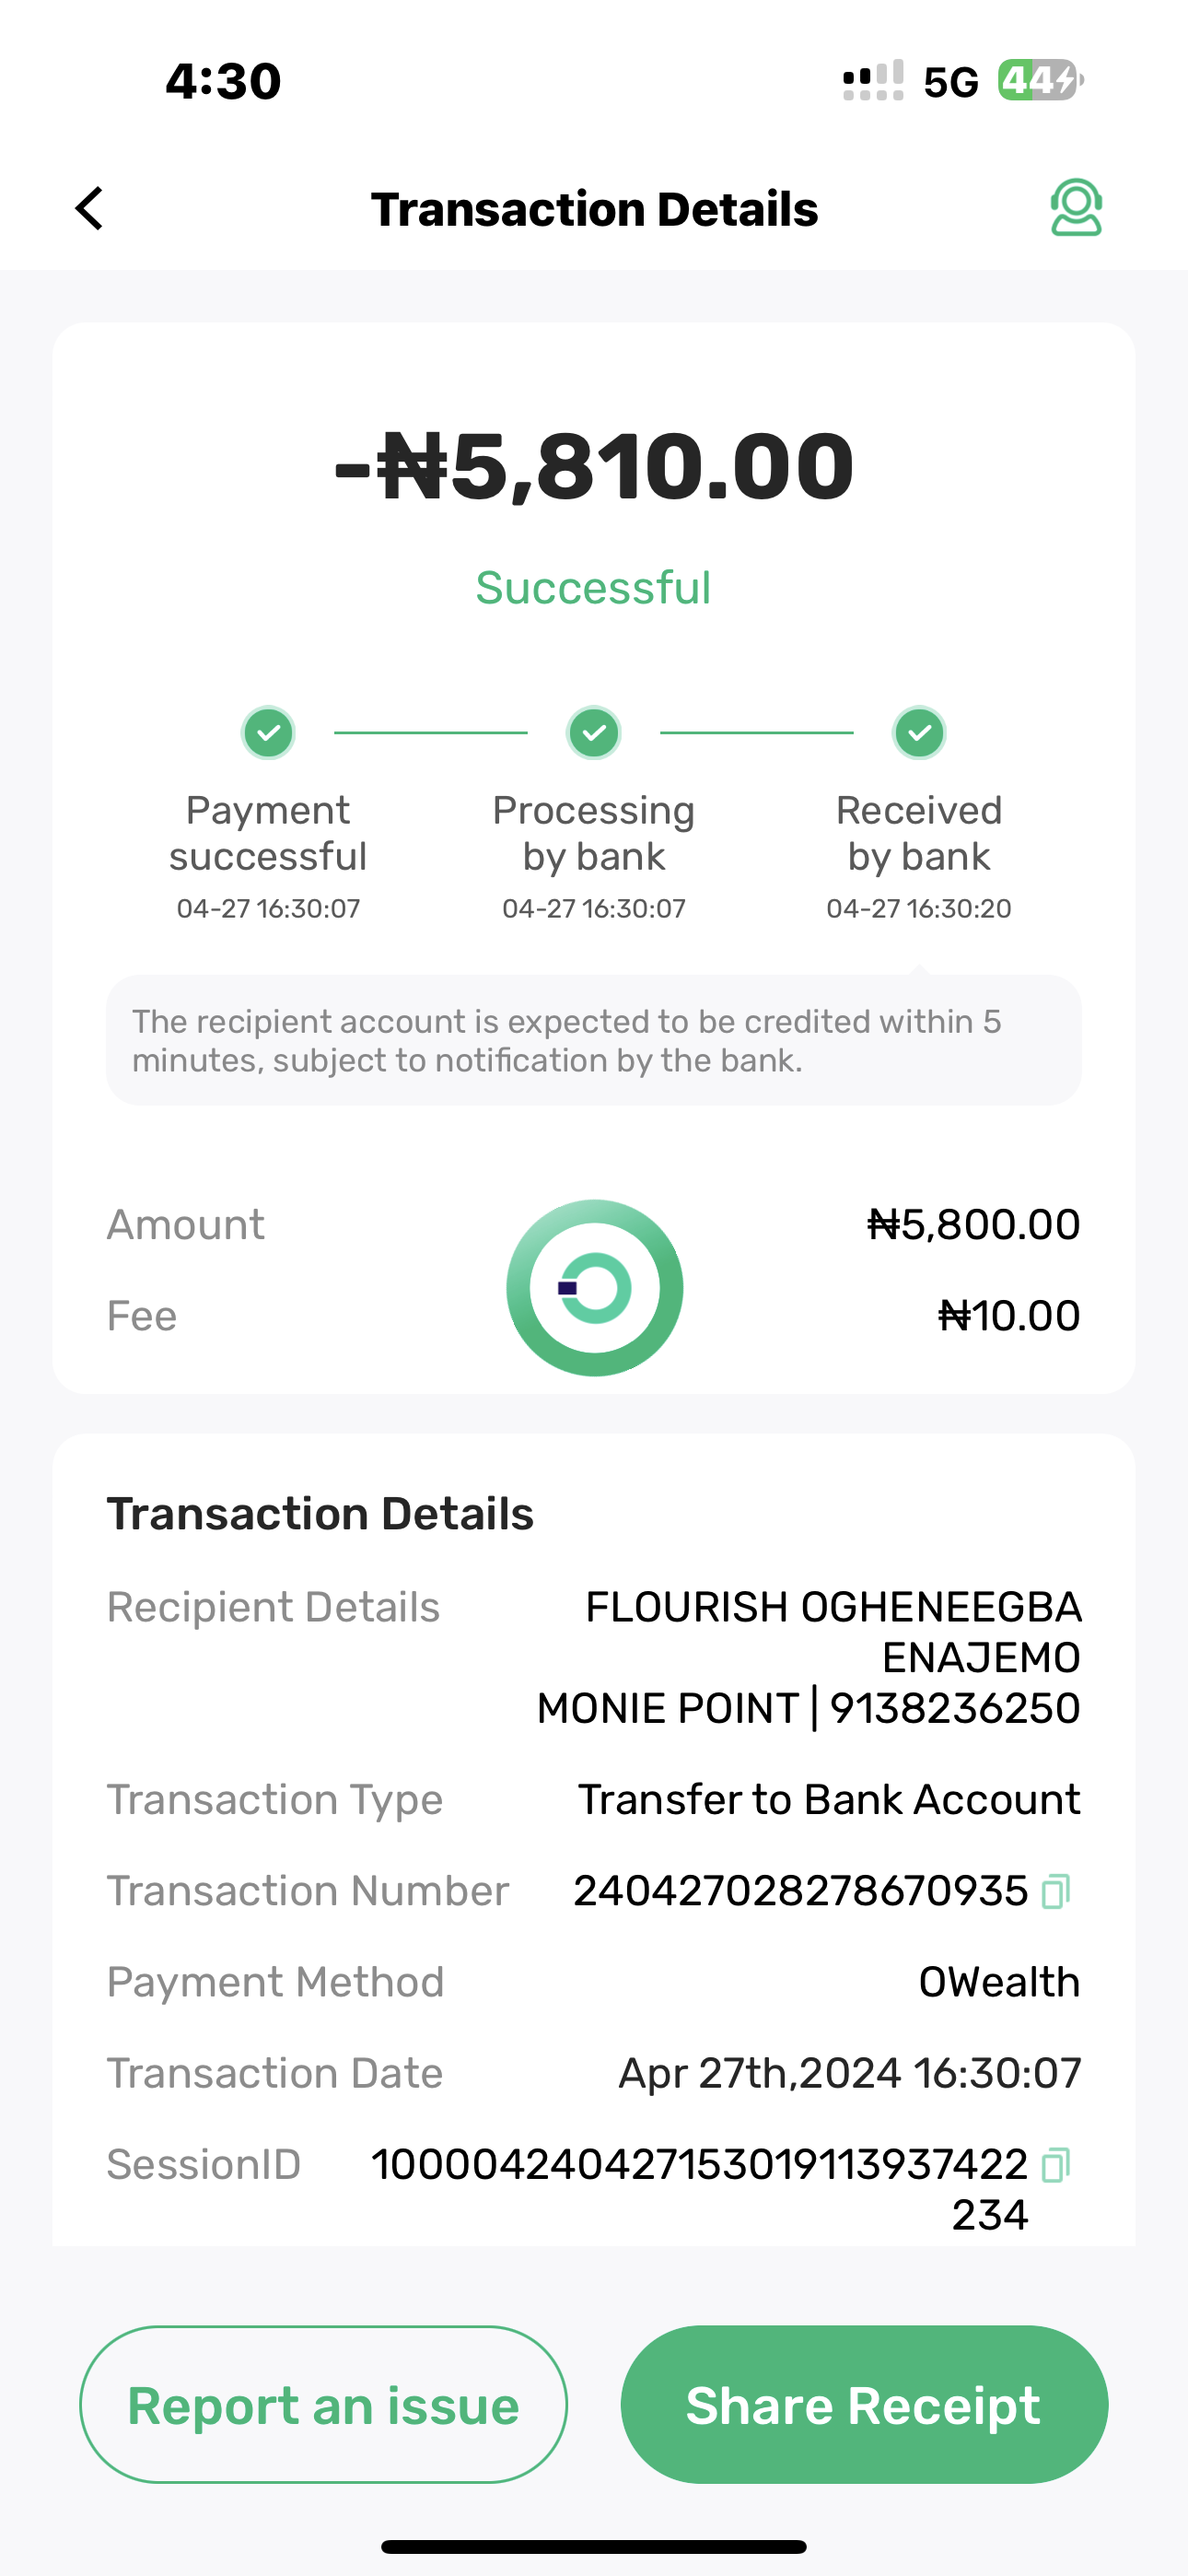 4:30
5G 44
Transaction Details
-₦5,810.00
Successful
Payment successful
04-27 16:30:07
Processing by bank
04-27 16:30:07
Received by bank
04-27 16:30:20
The recipient account is expected to be credited within 5
minutes, subject to notification by the bank.
Amount ₦5,800.00
Fee ₦10.00
Transaction Details
Recipient Details FLOURISH OGHENEEGBA
ENAJEMO
MONIE POINT | 9138236250
Transaction Type Transfer to Bank Account
Transaction Number 240427028278670935
Payment Method OWealth
Transaction Date Apr 27th,2024 16:30:07
SessionID 100004240427153019113937422
234
Report an issue
Share Receipt